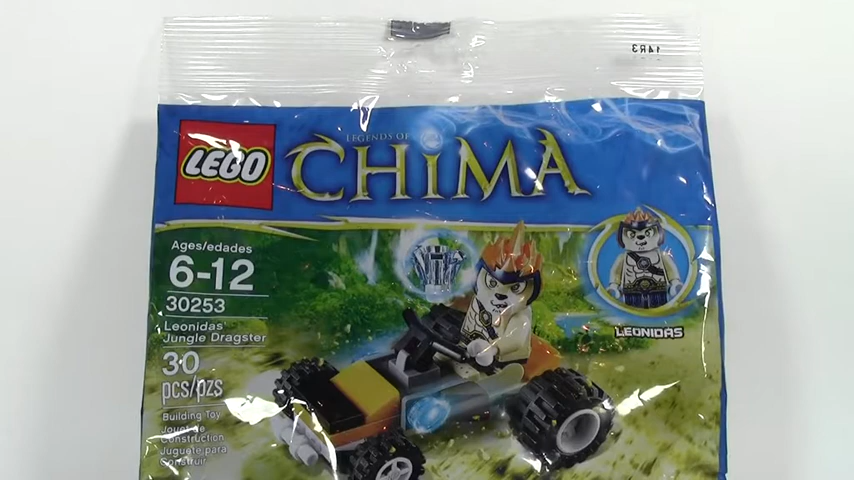 14R3
LEGO
LEGENDS OF
CHIMA
Ages/edades
6-12
30253
Leonidas'
Jungle Dragster
30
pcs/pzs
Building Toy
Jouet de
Construction
Juguete para
Construir
LEONIDAS